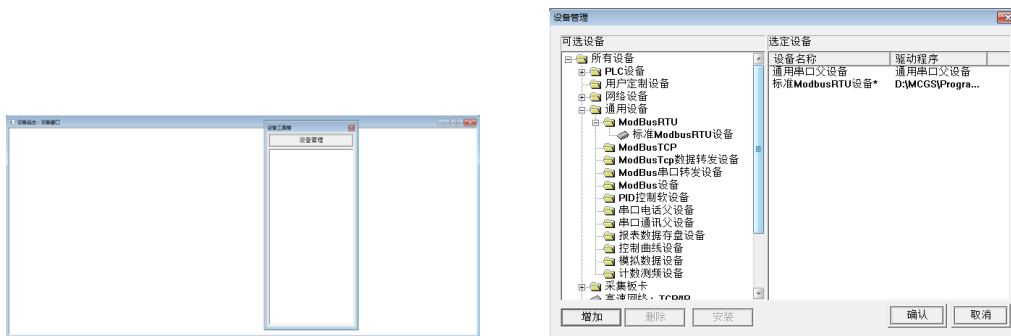 设备组态：设备窗口
设备工具箱
设备管理
设备管理
可选设备
选定设备
所有设备
PLC设备
用户定制设备
网络设备
通用设备
ModBusRTU
标准ModbusRTU设备
ModBusTCP
ModBusTcp数据转发设备
ModBus串口转发设备
ModBus设备
PID控制软设备
串口电话父设备
串口通讯父设备
报表数据存盘设备
控制曲线设备
模拟数据设备
计数测频设备
采集板卡
高速网络：TCP/IP
设备名称 驱动程序
通用串口父设备 通用串口父设备
标准ModbusRTU设备* D:\MCGS\Progra...
增加 删除 安装 确认 取消